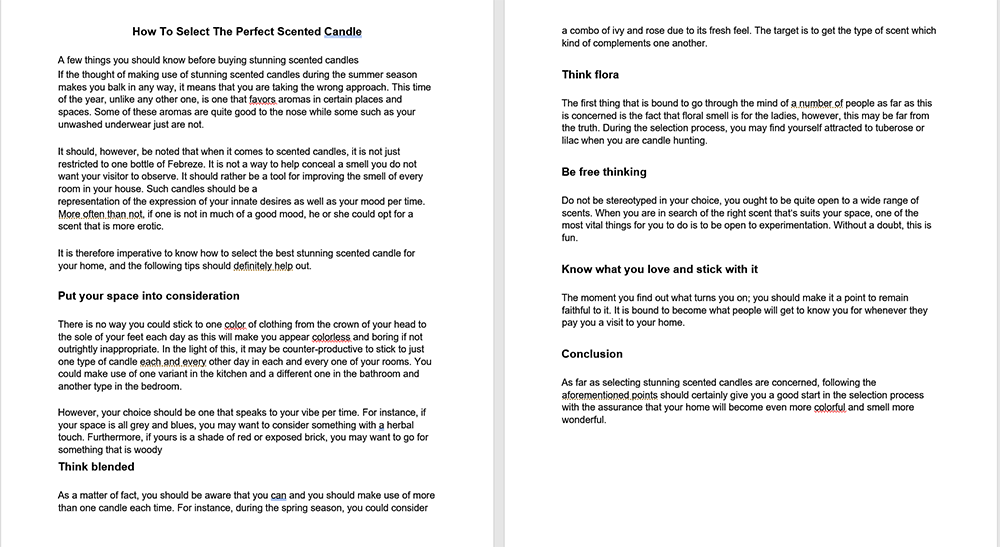 How To Select The Perfect Scented Candle
A few things you should know before buying stunning scented candles
If the thought of making use of stunning scented candles during the summer season
makes you balk in any way, it means that you are taking the wrong approach. This time
of the year, unlike any other one, is one that favors aromas in certain places and
spaces. Some of these aromas are quite good to the nose while some such as your
unwashed underwear just are not.
It should, however, be noted that when it comes to scented candles, it is not just
restricted to one bottle of Febreze. It is not a way to help conceal a smell you do not
want your visitor to observe. It should rather be a tool for improving the smell of every
room in your house. Such candles should be a
representation of the expression of your innate desires as well as your mood per time.
More often than not, if one is not in much of a good mood, he or she could opt for a
scent that is more erotic.
It is therefore imperative to know how to select the best stunning scented candle for
your home, and the following tips should definitely help out.
Put your space into consideration
There is no way you could stick to one color of clothing from the crown of your head to
the sole of your feet each day as this will make you appear colorless and boring if not
outrightly inappropriate. In the light of this, it may be counter-productive to stick to just
one type of candle each and every other day in each and every one of your rooms. You
could make use of one variant in the kitchen and a different one in the bathroom and
another type in the bedroom.
However, your choice should be one that speaks to your vibe per time. For instance, if
your space is all grey and blues, you may want to consider something with a herbal
touch. Furthermore, if yours is a shade of red or exposed brick, you may want to go for
something that is woody
Think blended
As a matter of fact, you should be aware that you can and you should make use of more
than one candle each time. For instance, during the spring season, you could consider
a combo of ivy and rose due to its fresh feel. The target is to get the type of scent which
kind of complements one another.
Think flora
The first thing that is bound to go through the mind of a number of people as far as this
is concerned is the fact that floral smell is for the ladies, however, this may be far from
the truth. During the selection process, you may find yourself attracted to tuberose or
lilac when you are candle hunting.
Be free thinking
Do not be stereotyped in your choice, you ought to be quite open to a wide range of
scents. When you are in search of the right scent that's suits your space, one of the
most vital things for you to do is to be open to experimentation. Without a doubt, this is
fun.
Know what you love and stick with it
The moment you find out what turns you on; you should make it a point to remain
faithful to it. It is bound to become what people will get to know you for whenever they
pay you a visit to your home.
Conclusion
As far as selecting stunning scented candles are concerned, following the
aforementioned points should certainly give you a good start in the selection process
with the assurance that your home will become even more colorful and smell more
wonderful.